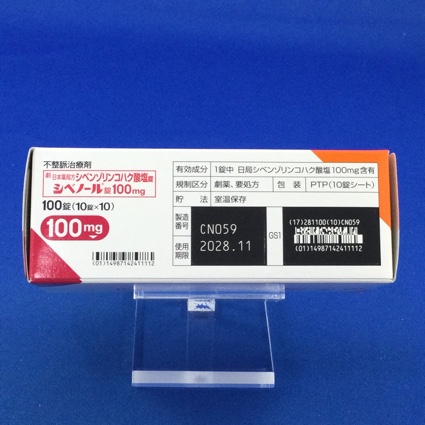 不整脈治療剤
劇 日本薬局方 シベンゾリンコハク酸塩錠
シベノール錠100mg
100錠(10錠×10)
100mg
(01)14987142411112
有効成分 1錠中 日局シベンゾリンコハク酸塩100mg含有
規制区分 劇薬、要処方 包装 PTP(10錠シート)
貯法 室温保存
製造番号 CN059
使用期限 2028.11
GS1
(17)281100(10)CN059
(01)14987142411112